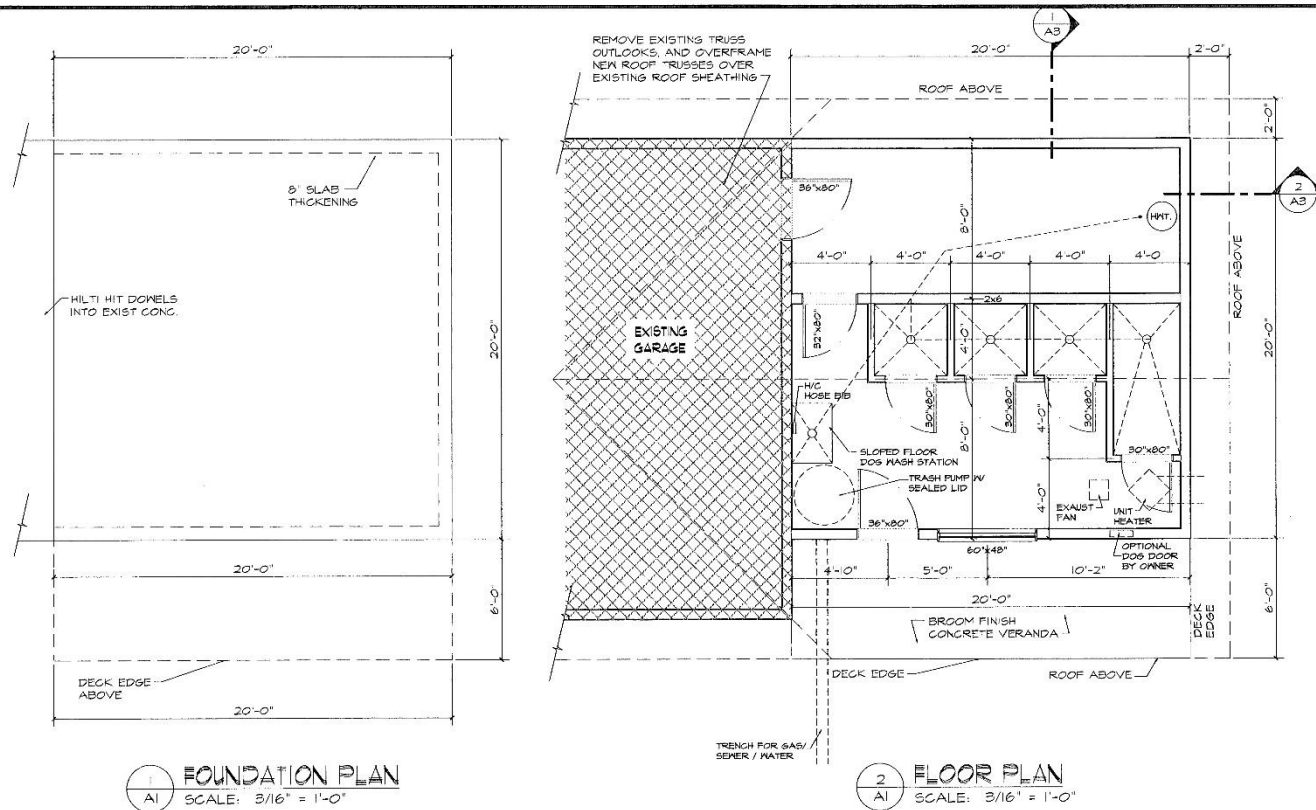 20'-0"
8" SLAB
THICKENING
HILTI HIT DOWELS
INTO EXIST CONC.
20'-0"
20'-0"
6'-0"
DECK EDGE
ABOVE
20'-0"
1
A1
FOUNDATION PLAN
SCALE: 3/16" = 1'-0"
REMOVE EXISTING TRUSS
OUTLOOKS, AND OVERFRAME
NEW ROOF TRUSSES OVER
EXISTING ROOF SHEATHING
1
A3
20'-0"
2'-0"
ROOF ABOVE
2'-0"
36"x80"
8'-0"
HWT.
2
A3
4'-0"
4'-0"
4'-0"
4'-0"
4'-0
ROOF ABOVE
2x6
32"x80"
4'-0"
20'-0"
EXISTING
GARAGE
H/C
HOSE BIB
30"x80"
30"x80"
30"x80"
8'-0"
4'-0"
SLOPED FLOOR
DOG WASH STATION
30"x80"
TRASH PUMP W/
SEALED LID
4'-0"
EXAUST
FAN
UNIT
HEATER
36"x80"
60"x48"
OPTIONAL
DOG DOOR
BY OWNER
4'-10"
5'-0"
10'-2"
20'-0"
6'-0"
BROOM FINISH
CONCRETE VERANDA
DECK
EDGE
DECK EDGE
ROOF ABOVE
TRENCH FOR GAS/
SEWER / WATER
2
A1
FLOOR PLAN
SCALE: 3/16" = 1'-0"